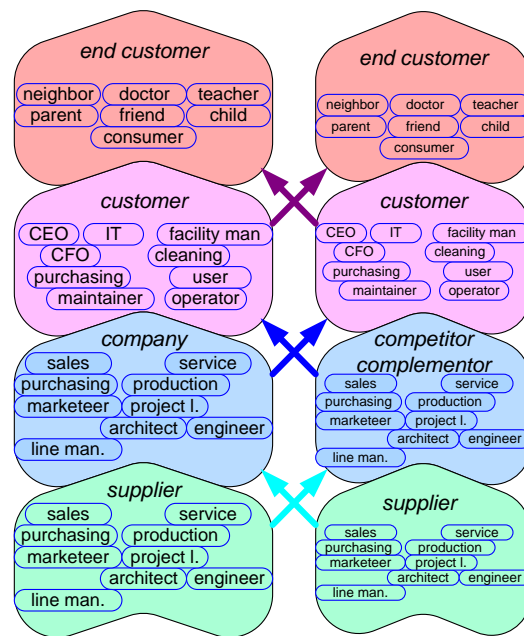 end customer
neighbor doctor teacher
parent friend child
consumer
customer
CEO IT facility man
CFO cleaning
purchasing user
maintainer operator
company
sales service
purchasing production
marketeer project l.
architect engineer
line man.
supplier
sales service
purchasing production
marketeer project l.
architect engineer
line man.
end customer
neighbor doctor teacher
parent friend child
consumer
customer
CEO IT facility man
CFO cleaning
purchasing user
maintainer operator
competitor
complementor
sales service
purchasing production
marketeer project l.
architect engineer
line man.
supplier
sales service
purchasing production
marketeer project l.
architect engineer
line man.